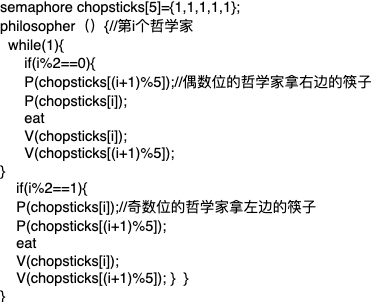 semaphore chopsticks[5]={1,1,1,1,1};
philosopher（）{//第i个哲学家
while(1){
if(i%2==0){
P(chopsticks[(i+1)%5]);//偶数位的哲学家拿右边的筷子
P(chopsticks[i]);
eat
V(chopsticks[i]);
V(chopsticks[(i+1)%5]);
}
if(i%2==1){
P(chopsticks[i]);//奇数位的哲学家拿左边的筷子
P(chopsticks[(i+1)%5]);
eat
V(chopsticks[i]);
V(chopsticks[(i+1)%5]); } }
}